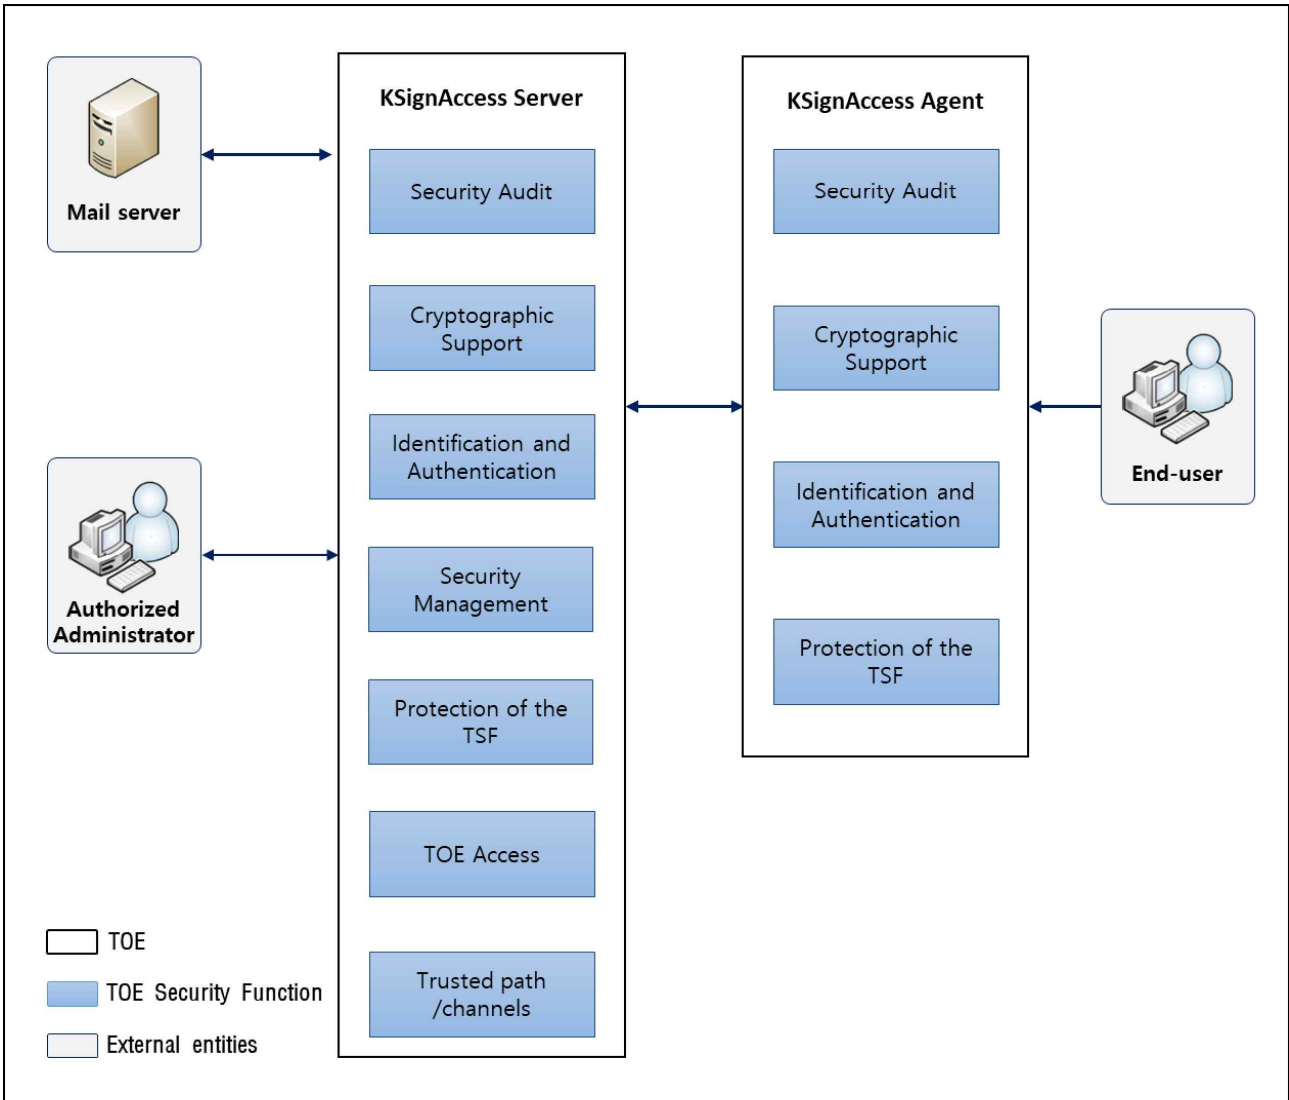 Mail server
Authorized
Administrator
KSignAccess Server
Security Audit
Cryptographic
Support
Identification and
Authentication
Security
Management
Protection of the
TSF
TOE Access
Trusted path
/channels
KSignAccess Agent
Security Audit
Cryptographic
Support
Identification and
Authentication
Protection of the
TSF
End-user
TOE
TOE Security Function
External entities